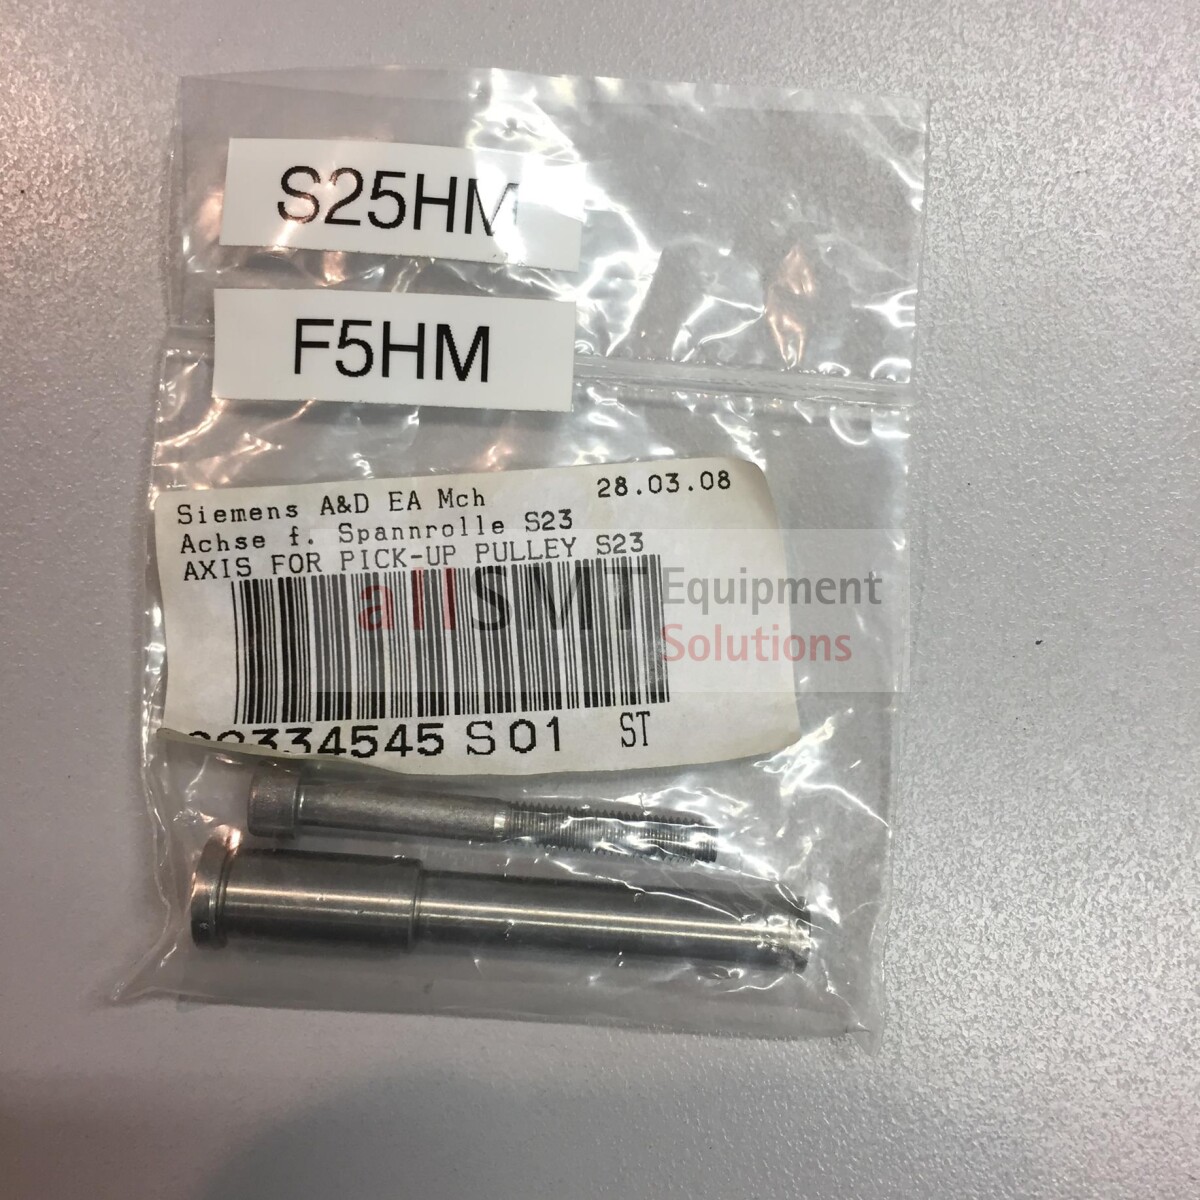 S25HM
F5HM
Siemens A&D EA Mch 28.03.08
Achse f. Spannrolle S23
AXIS FOR PICK-UP PULLEY S23
allSMT Equipment
Solutions
S01 ST